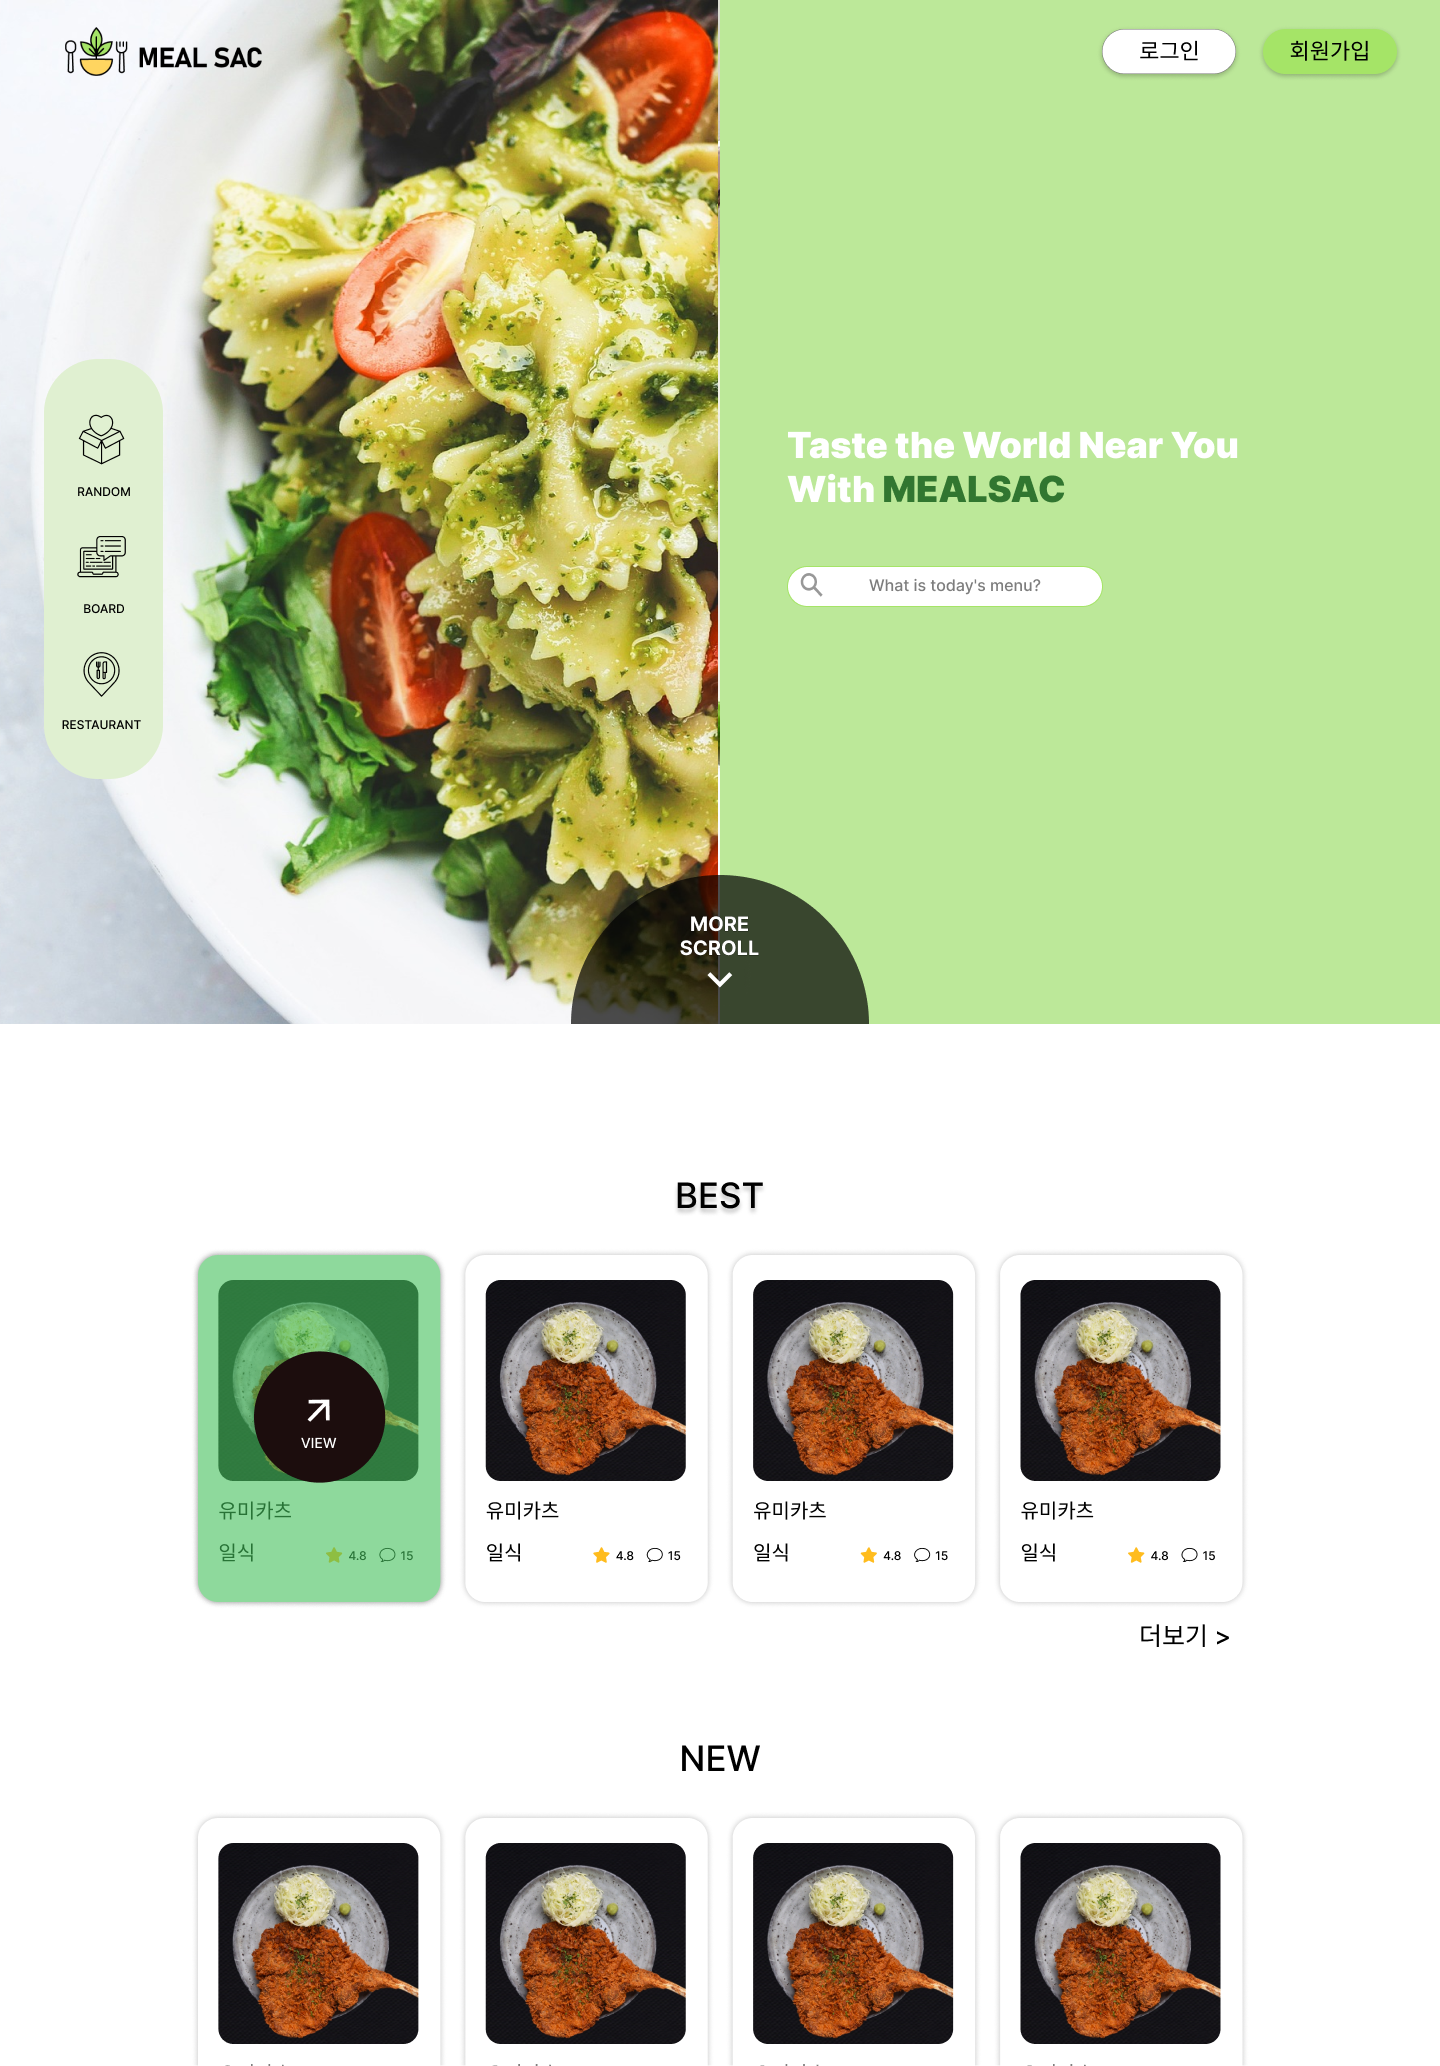 MEAL SAC
로그인
회원가입
RANDOM
BOARD
RESTAURANT
Taste the World Near You
With MEALSAC
What is today's menu?
MORE
SCROLL
BEST
VIEW
유미카츠
일식 4.8 15
유미카츠
일식 4.8 15
유미카츠
일식 4.8 15
유미카츠
일식 4.8 15
더보기 >
NEW